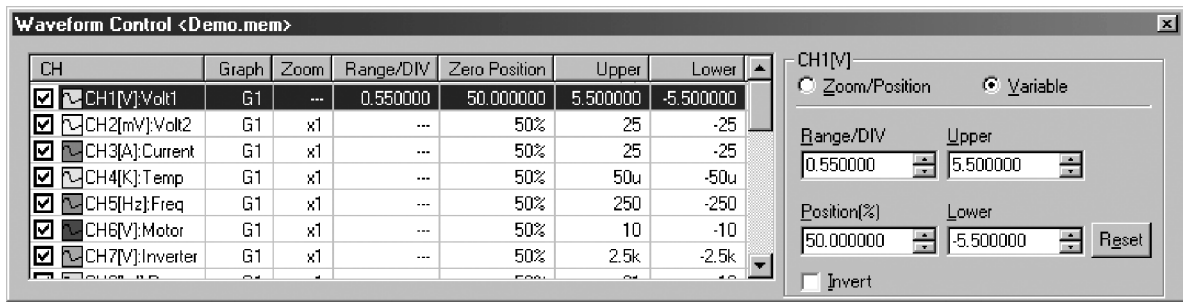 Waveform Control <Demo.mem>
CH Graph Zoom Range/DIV Zero Position Upper Lower
CH1[V]:Volt1 G1 --- 0.550000 50.000000 5.500000 -5.500000
CH2[mV]:Volt2 G1 x1 --- 50% 25 -25
CH3[A]:Current G1 x1 --- 50% 25 -25
CH4[K]:Temp G1 x1 --- 50% 50u -50u
CH5[Hz]:Freq G1 x1 --- 50% 250 -250
CH6[V]:Motor G1 x1 --- 50% 10 -10
CH7[V]:Inverter G1 x1 --- 50% 2.5k -2.5k
CH1[V]
Zoom/Position Variable
Range/DIV Upper
0.550000 5.500000
Position(%) Lower
50.000000 -5.500000 Reset
Invert